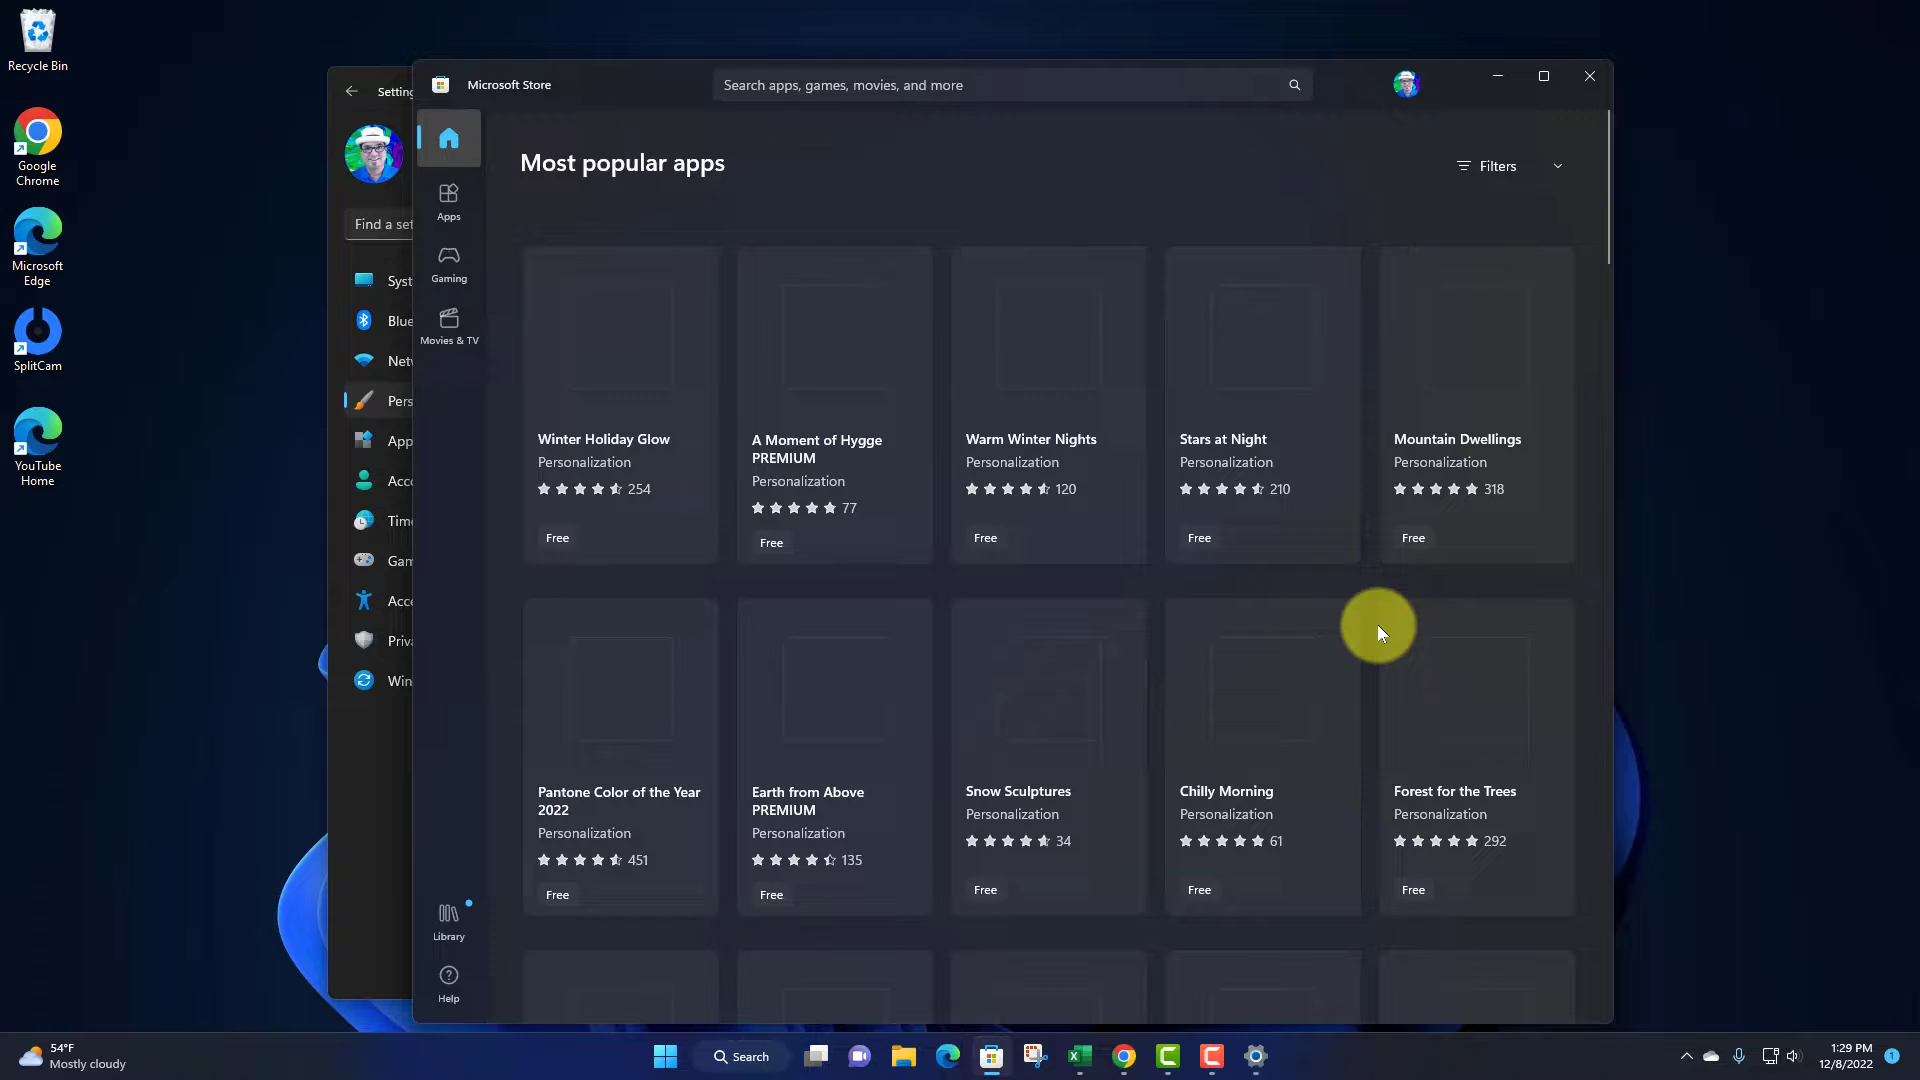 Recycle Bin
Google
Chrome
Microsoft
Edge
SplitCam
YouTube
Home
Setting
Find a set
Syst
Blue
Netw
Pers
App
Acco
Time
Gam
Acce
Priva
Win
Microsoft Store
Search apps, games, movies, and more
Apps
Gaming
Movies & TV
Library
Help
Most popular apps
Filters
Winter Holiday Glow
Personalization
254
Free
A Moment of Hygge
PREMIUM
Personalization
77
Free
Warm Winter Nights
Personalization
120
Free
Stars at Night
Personalization
210
Free
Mountain Dwellings
Personalization
318
Free
Pantone Color of the Year
2022
Personalization
451
Free
Earth from Above
PREMIUM
Personalization
135
Free
Snow Sculptures
Personalization
34
Free
Chilly Morning
Personalization
61
Free
Forest for the Trees
Personalization
292
Free
54°F
Mostly cloudy
Search
1:29 PM
12/8/2022
1